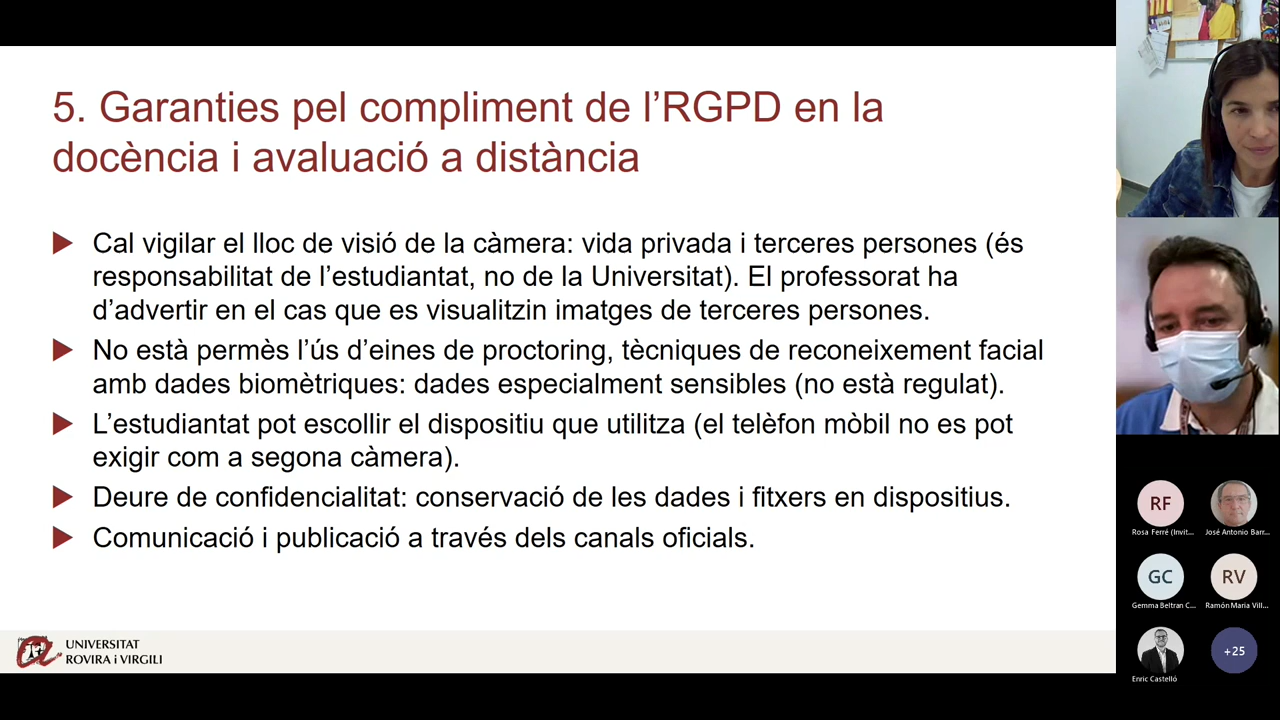 5. Garanties pel compliment de l’RGPD en la
docència i avaluació a distància
Cal vigilar el lloc de visió de la càmera: vida privada i terceres persones (és
responsabilitat de l’estudiantat, no de la Universitat). El professorat ha
d’advertir en el cas que es visualitzin imatges de terceres persones.
No està permès l’ús d’eines de proctoring, tècniques de reconeixement facial
amb dades biomètriques: dades especialment sensibles (no està regulat).
L’estudiantat pot escollir el dispositiu que utilitza (el telèfon mòbil no es pot
exigir com a segona càmera).
Deure de confidencialitat: conservació de les dades i fitxers en dispositius.
Comunicació i publicació a través dels canals oficials.
UNIVERSITAT
ROVIRA i VIRGILI
RF
Rosa Ferré (Invit...
José Antonio Barr...
GC
Gemma Beltran C...
RV
Ramón Maria Vill...
Enric Castelló
+25